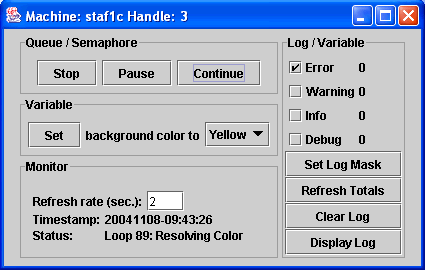 Machine: staf1c Handle: 3
Queue / Semaphore
Stop Pause Continue
Variable
Set background color to Yellow
Monitor
Refresh rate (sec.): 2
Timestamp: 20041108-09:43:26
Status: Loop 89: Resolving Color
Log / Variable
Error 0
Warning 0
Info 0
Debug 0
Set Log Mask
Refresh Totals
Clear Log
Display Log